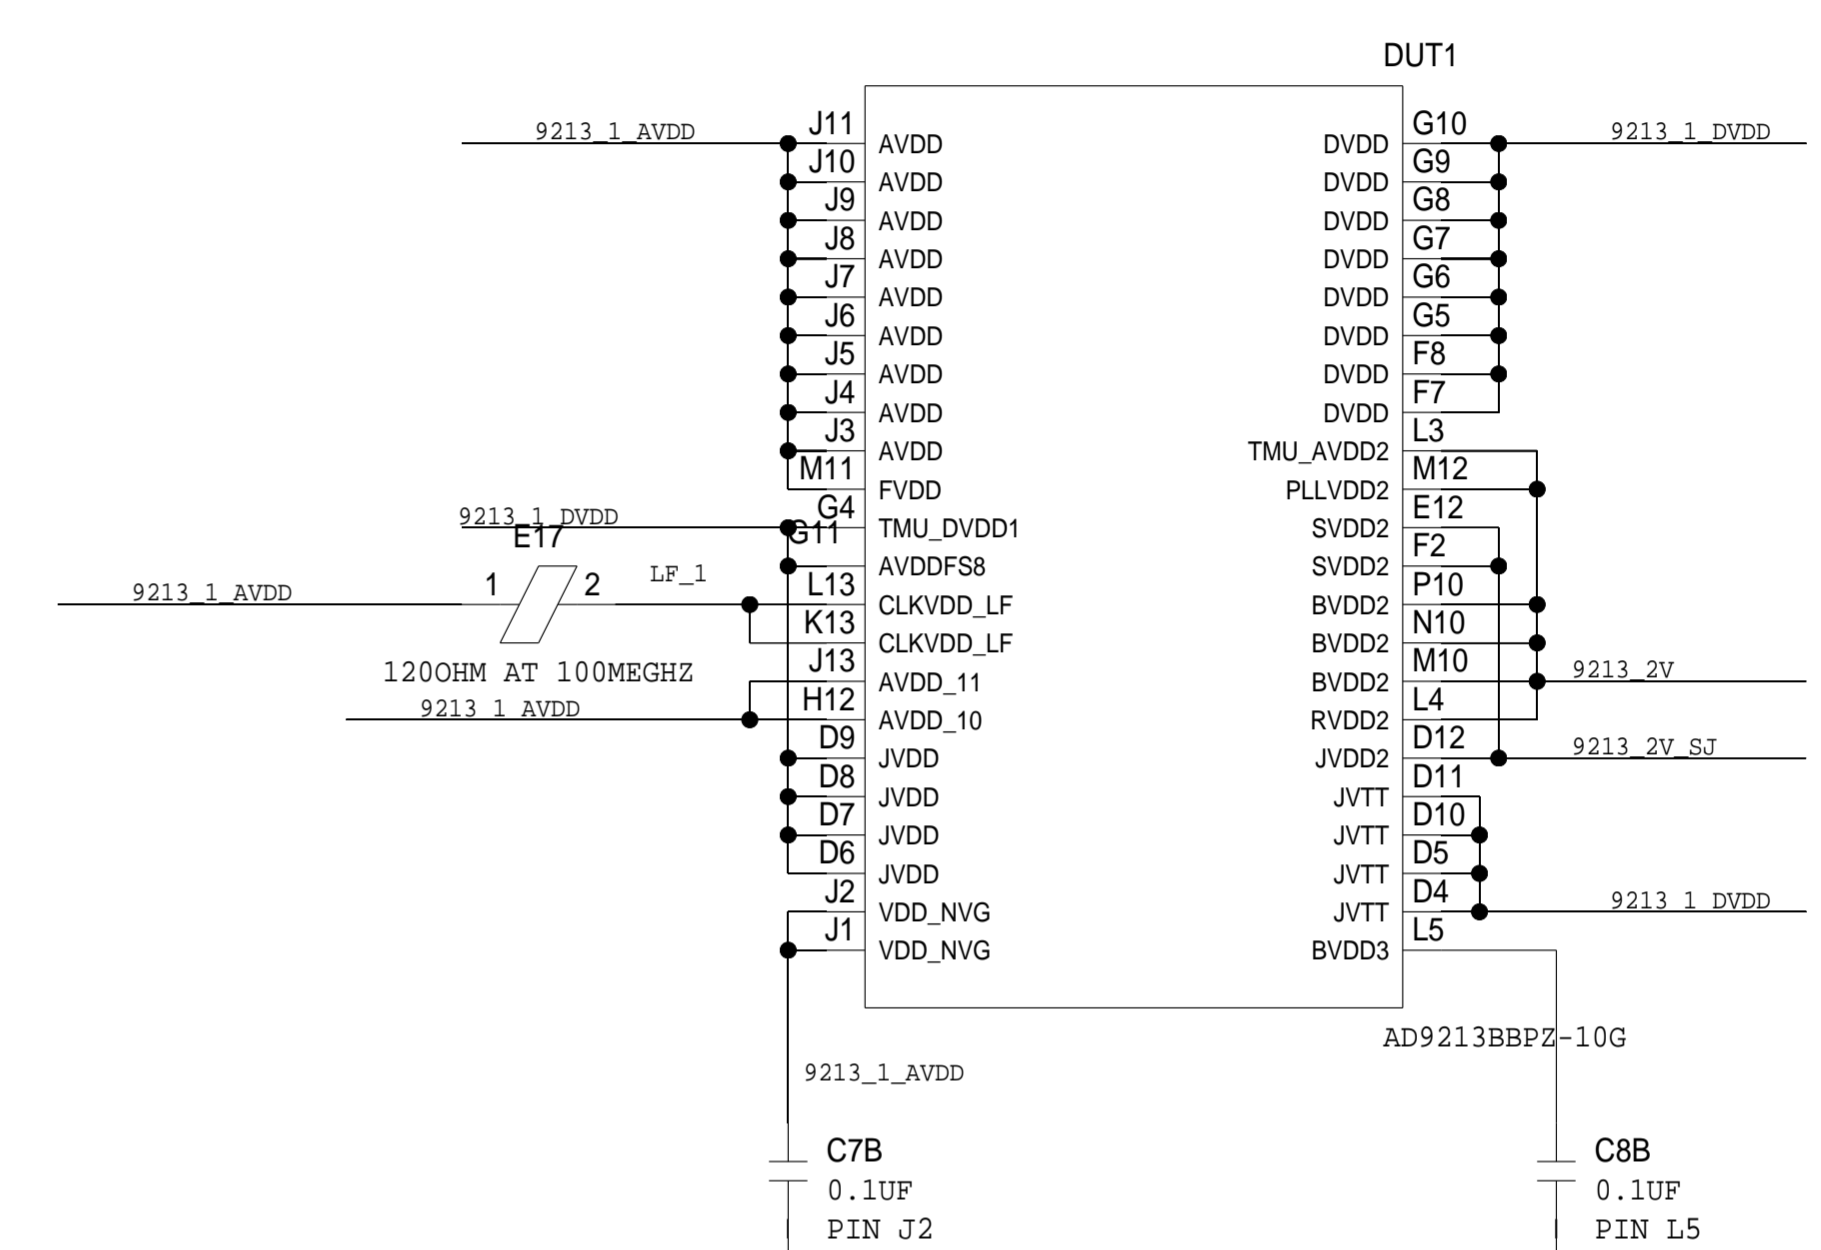 DUT1
J11 G10
9213_1_AVDD AVDD DVDD 9213_1_DVDD
J10 G9
AVDD DVDD
J9 G8
AVDD DVDD
J8 G7
AVDD DVDD
J7 G6
AVDD DVDD
J6 G5
AVDD DVDD
J5 F8
AVDD DVDD
J4 F7
AVDD DVDD
J3 L3
AVDD TMU_AVDD2
M11 M12
FVDD PLLVDD2
G4 E12
9213_1_DVDD TMU_DVDD1 SVDD2
E17 G11 F2
AVDDFS8 SVDD2
1 2 LF_1 L13 P10
9213_1_AVDD CLKVDD_LF BVDD2
K13 N10
CLKVDD_LF BVDD2
120OHM AT 100MEGHZ J13 M10
AVDD_11 BVDD2 9213_2V
9213_1_AVDD H12 L4
AVDD_10 RVDD2
D9 D12
JVDD JVDD2 9213_2V_SJ
D8 D11
JVDD JVTT
D7 D10
JVDD JVTT
D6 D5
JVDD JVTT
J2 D4
VDD_NVG JVTT 9213_1_DVDD
J1 L5
VDD_NVG BVDD3
AD9213BBPZ-10G
9213_1_AVDD
C7B C8B
0.1UF 0.1UF
PIN J2 PIN L5